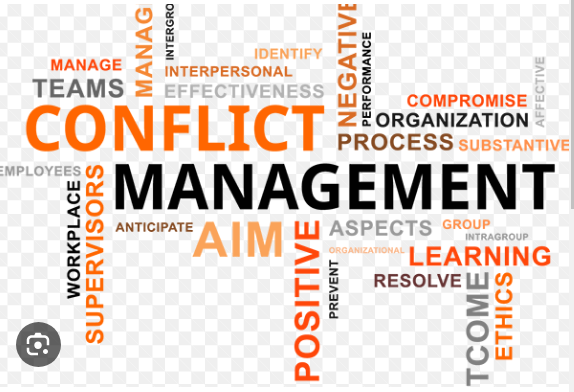 MANAG
INTERGRO
NEGATIVE
PERFORMANCE
IDENTIFY
MANAGE
INTERPERSONAL
AFFECTIVE
TEAMS
EFFECTIVENESS
COMPROMISE
CONFLICT
ORGANIZATION
PROCESS
SUBSTANTIVE
EMPLOYEES
MANAGEMENT
WORKPLACE
SUPERVISORS
ANTICIPATE
AIM
POSITIVE
ASPECTS
GROUP
INTRAGROUP
ORGANIZATIONAL
LEARNING
PREVENT
RESOLVE
TCOME
ETHICS